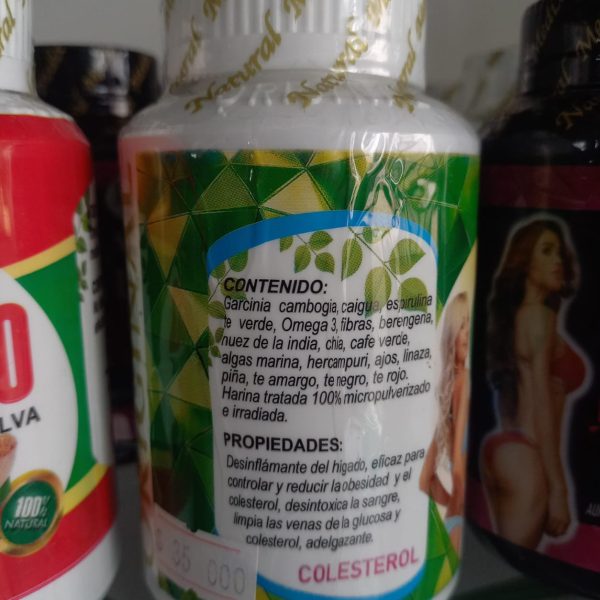 Natural
CONTENIDO:
Garcinia cambogia, caigua, espirulina
te verde, Omega 3, fibras, berengena,
nuez de la india, chia, cafe verde,
algas marina, hercampuri, ajos, linaza,
piña, te amargo, te negro, te rojo.
Harina tratada 100% micropulverizado
e irradiada.
PROPIEDADES:
Desinflámante del higado, eficaz para
controlar y reducir la obesidad y el
colesterol, desintoxica la sangre,
limpia las venas de la glucosa y
colesterol, adelgazante.
COLESTEROL
$ 35 000
O
LVA
100%
NATURAL